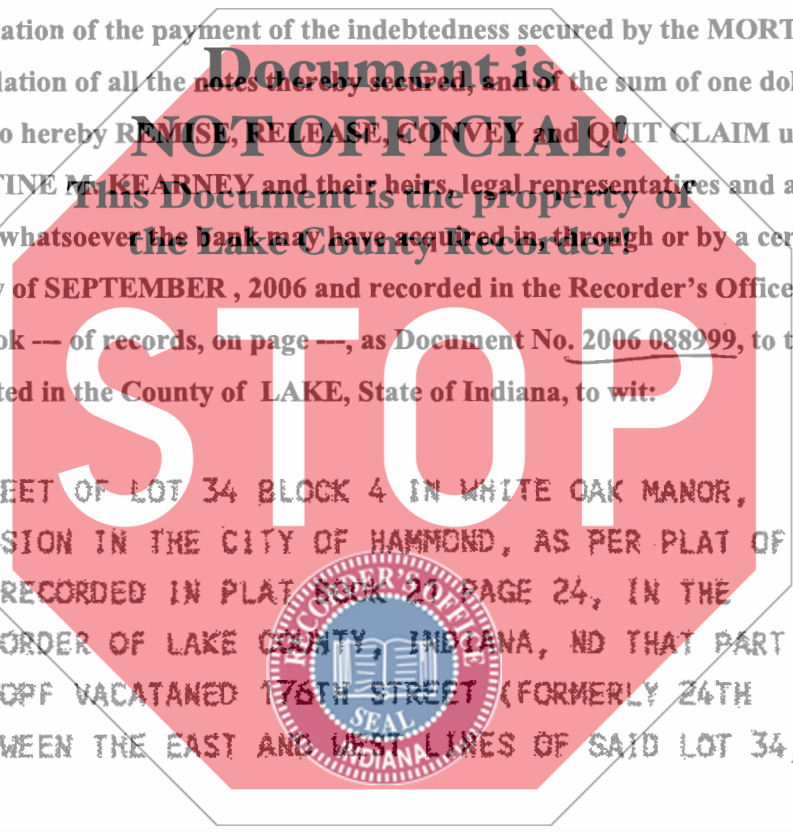 ation of the payment of the indebtedness secured by the MORT
Document is
lation of all the notes thereby secured, and of the sum of one dol
NOT OFFICIAL!
o hereby REMISE, RELEASE, CONVEY and QUIT CLAIM u
This Document is the property of
TINE M. KEARNEY and their heirs, legal representatives and a
the Lake County Recorder!
whatsoever the bank may have acquired in, through or by a cer
y of SEPTEMBER , 2006 and recorded in the Recorder's Office
ok --- of records, on page ---, as Document No. 2006 088999, to t
ted in the County of LAKE, State of Indiana, to wit:
STOP
EET OF LOT 34 BLOCK 4 IN WHITE OAK MANOR,
SION IN THE CITY OF HAMMOND, AS PER PLAT OF
RECORDED IN PLAT BOOK PAGE 24, IN THE
ORDER OF LAKE COUNTY, INDIANA, ND THAT PART
OPF VACATANED 176TH STREET (FORMERLY 24TH
WEEN THE EAST AND WEST LINES OF SAID LOT 34,
RECORDER'S OFFICE
SEAL
INDIANA